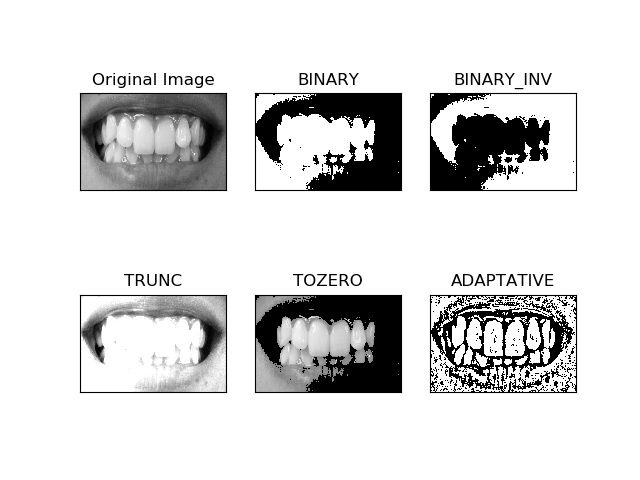 Original Image
BINARY
BINARY_INV
TRUNC
TOZERO
ADAPTATIVE